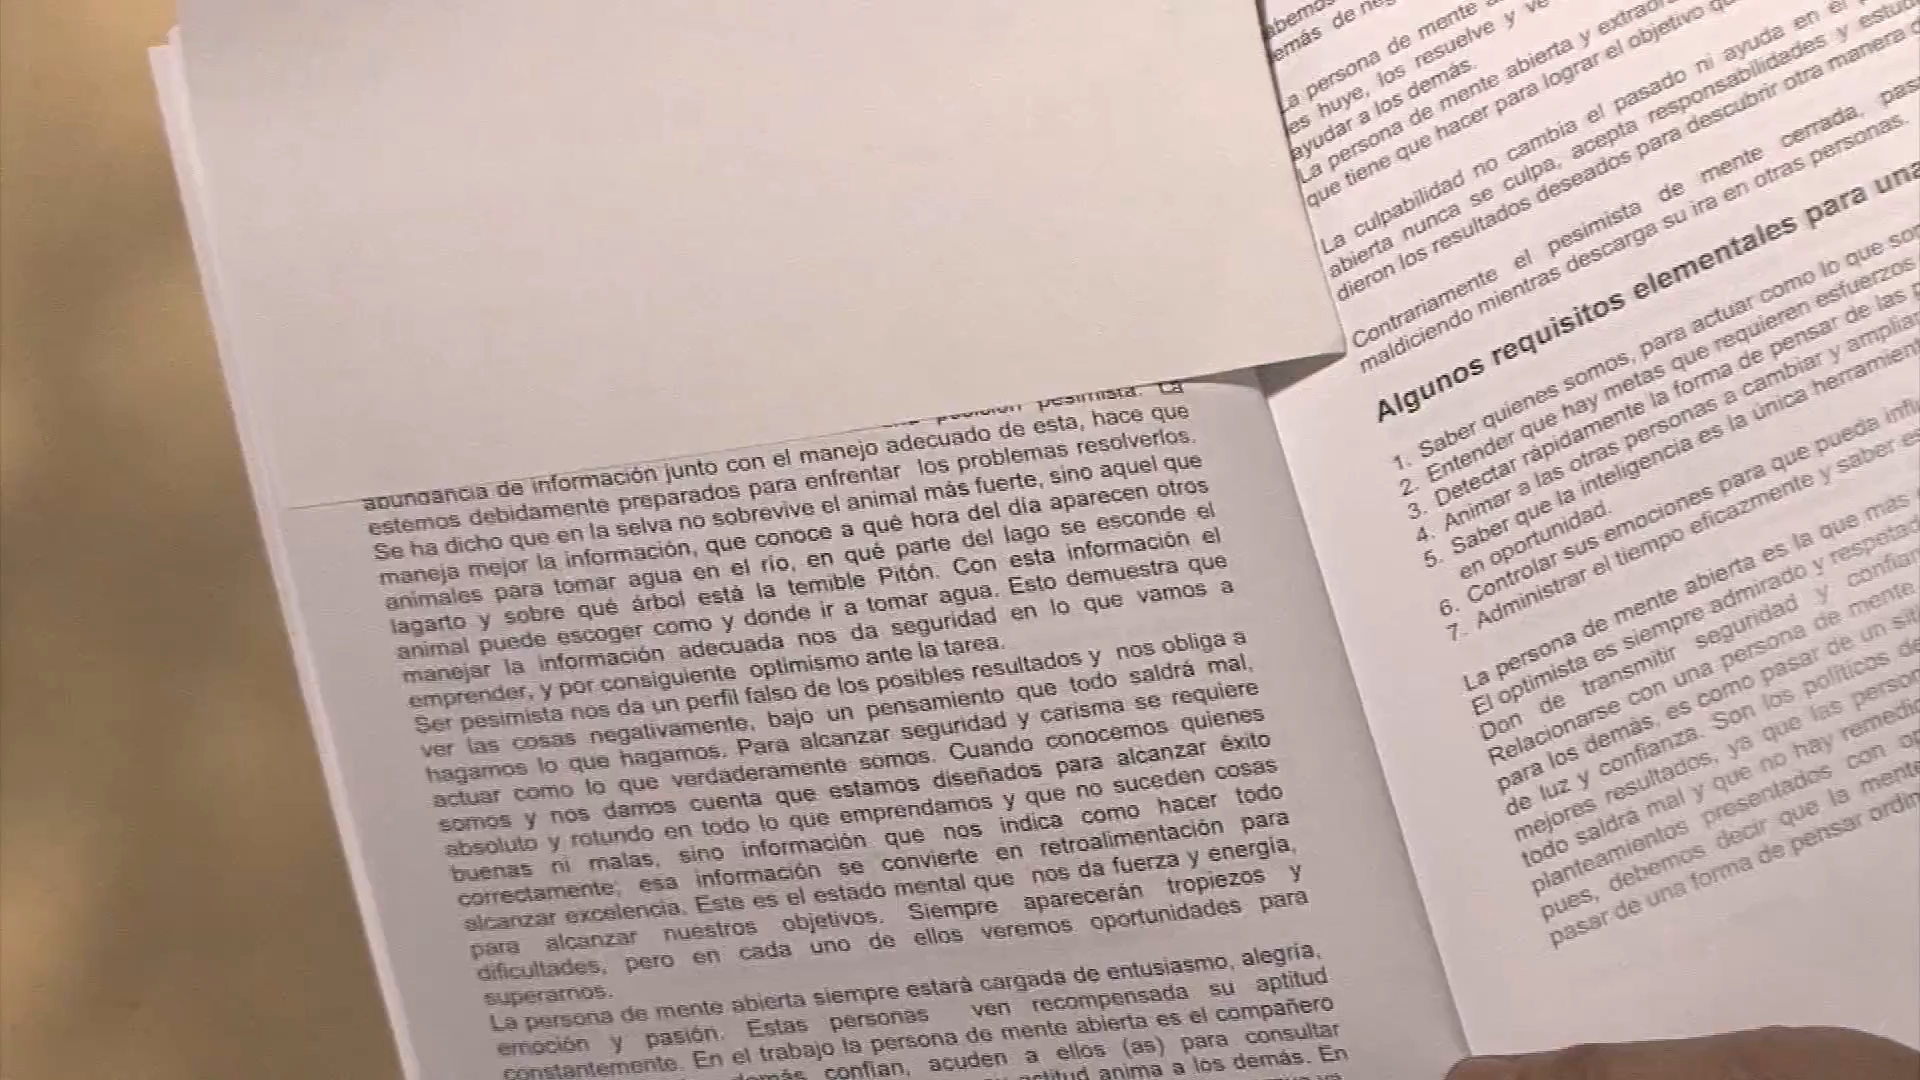 pesimista. La
abundancia de información junto con el manejo adecuado de esta, hace que
estemos debidamente preparados para enfrentar los problemas resolverlos.
Se ha dicho que en la selva no sobrevive el animal más fuerte, sino aquel que
maneja mejor la información, que conoce a qué hora del día aparecen otros
animales para tomar agua en el río, en qué parte del lago se esconde el
lagarto y sobre qué árbol está la temible Pitón. Con esta información el
animal puede escoger como y donde ir a tomar agua. Esto demuestra que
manejar la información adecuada nos da seguridad en lo que vamos a
emprender, y por consiguiente optimismo ante la tarea.
Ser pesimista nos da un perfil falso de los posibles resultados y nos obliga a
ver las cosas negativamente, bajo un pensamiento que todo saldrá mal,
hagamos lo que hagamos. Para alcanzar seguridad y carisma se requiere
actuar como lo que verdaderamente somos. Cuando conocemos quienes
somos y nos damos cuenta que estamos diseñados para alcanzar éxito
absoluto y rotundo en todo lo que emprendamos y que no suceden cosas
buenas ni malas, sino información que nos indica como hacer todo
correctamente; esa información se convierte en retroalimentación para
alcanzar excelencia. Este es el estado mental que nos da fuerza y energía,
para alcanzar nuestros objetivos. Siempre aparecerán tropiezos y
dificultades, pero en cada uno de ellos veremos oportunidades para
superarnos.
La persona de mente abierta siempre estará cargada de entusiasmo, alegría,
emoción y pasión. Estas personas ven recompensada su aptitud
constantemente. En el trabajo la persona de mente abierta es el compañero
confían, acuden a ellos (as) para consultar
actitud anima a los demás. En
emás de
La persona de mente
es huye, los resuelve y
ayudar a los demás.
La persona de mente abierta y
que tiene que hacer para lograr el objetivo
La culpabilidad no cambia el pasado ni ayuda en el
abierta nunca se culpa, acepta responsabilidades y
dieron los resultados deseados para descubrir otra manera
Contrariamente el pesimista de mente cerrada,
maldiciendo mientras descarga su ira en otras personas.
Algunos requisitos elementales para una
1. Saber quienes somos, para actuar como lo que
2. Entender que hay metas que requieren esfuerzos
3. Detectar rápidamente la forma de pensar de las
4. Animar a las otras personas a cambiar y
5. Saber que la inteligencia es la única
en oportunidad.
6. Controlar sus emociones para que pueda
7. Administrar el tiempo eficazmente y saber
La persona de mente abierta es la que más
El optimista es siempre admirado y
Don de transmitir seguridad y
Relacionarse con una persona de mente
para los demás, es como pasar de un
de luz y confianza. Son los políticos de
mejores resultados, ya que las
todo saldrá mal y que no hay
planteamientos presentados con
pues, debemos decir que la
pasar de una forma de pensar